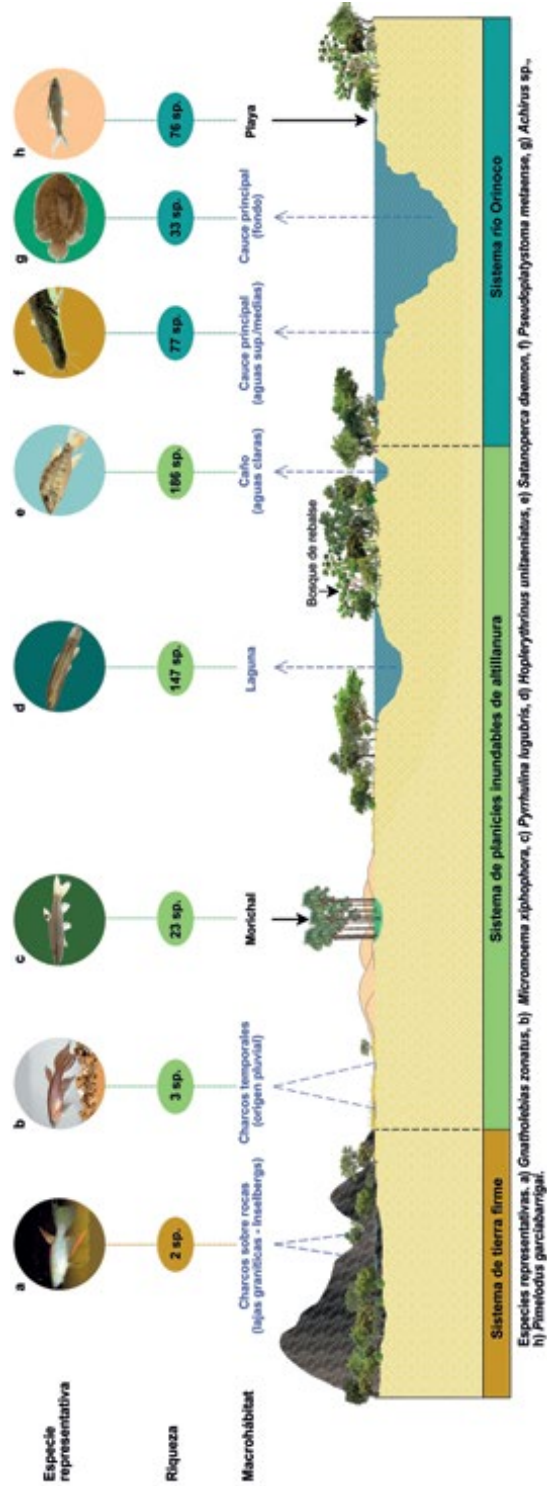 Especie
representativa
a
b
c
d
e
f
g
h
Riqueza
2 sp.
3 sp.
23 sp.
147 sp.
186 sp.
77 sp.
33 sp.
76 sp.
Macrohábitat
Charcos sobre rocas
(lajas graníticas - Inselbergs)
Charcos temporales
(origen pluvial)
Morichal
Laguna
Caño
(aguas claras)
Cauce principal
(aguas sup./medias)
Cauce principal
(fondo)
Playa
Bosque de rebalse
Sistema de tierra firme
Sistema de planicies inundables de altillanura
Sistema río Orinoco
Especies representativas. a) Gnatholebias zonatus, b) Micromoema xiphophora, c) Pyrrhulina lugubris, d) Hoplerythrinus unitaeniatus, e) Satanoperca daemon, f) Pseudoplatystoma metaense, g) Achirus sp.,
h) Pimelodus garciabarrigai.